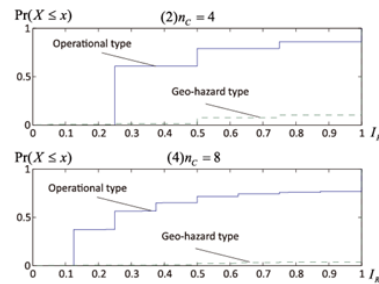 Pr(X ≤ x) (2)n_C = 4
1
Operational type
0.5
Geo-hazard type
0
0 0.1 0.2 0.3 0.4 0.5 0.6 0.7 0.8 0.9 1
Pr(X ≤ x) (4)n_C = 8
1
Operational type
0.5
Geo-hazard type
0
0 0.1 0.2 0.3 0.4 0.5 0.6 0.7 0.8 0.9 1 I_R